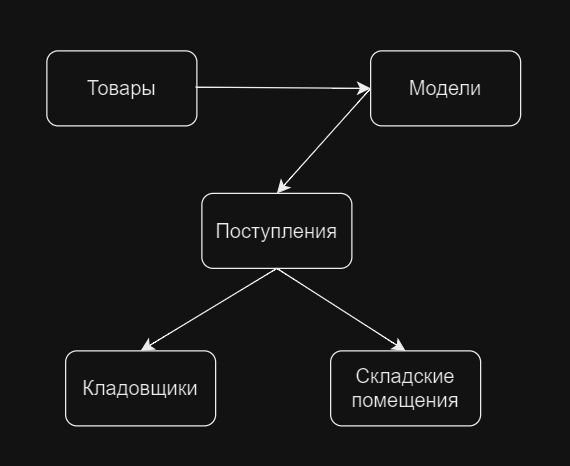 Товары
Модели
Поступления
Кладовщики
Складские
помещения